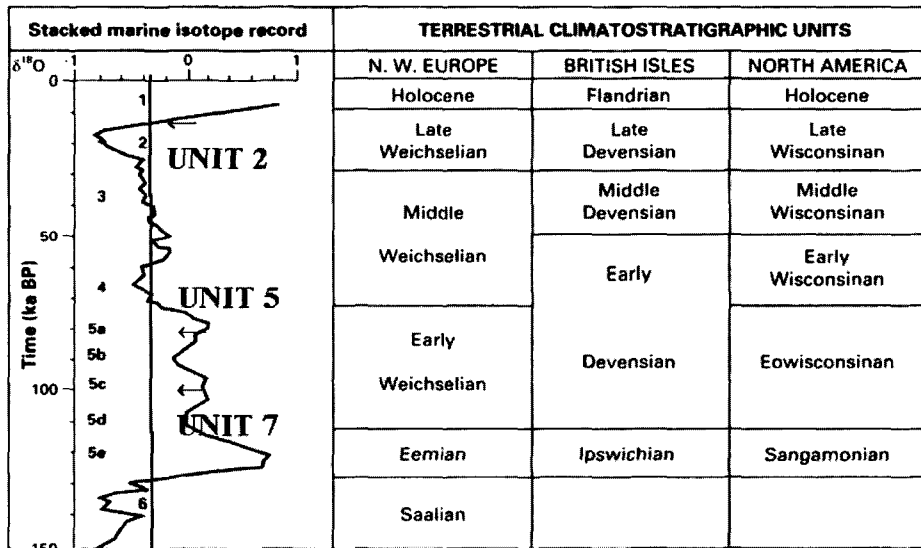 Stacked marine isotope record
TERRESTRIAL CLIMATOSTRATIGRAPHIC UNITS
δ¹⁸O -1 0 1
N. W. EUROPE BRITISH ISLES NORTH AMERICA
Time (ka BP)
0
50
100
150
1
2
3
4
5a
5b
5c
5d
5e
6
UNIT 2
UNIT 5
UNIT 7
Holocene Flandrian Holocene
Late Weichselian
Late Devensian
Late Wisconsinan
Middle Weichselian
Middle Devensian
Middle Wisconsinan
Early Devensian
Early Wisconsinan
Early Weichselian
Eowisconsinan
Eemian Ipswichian Sangamonian
Saalian